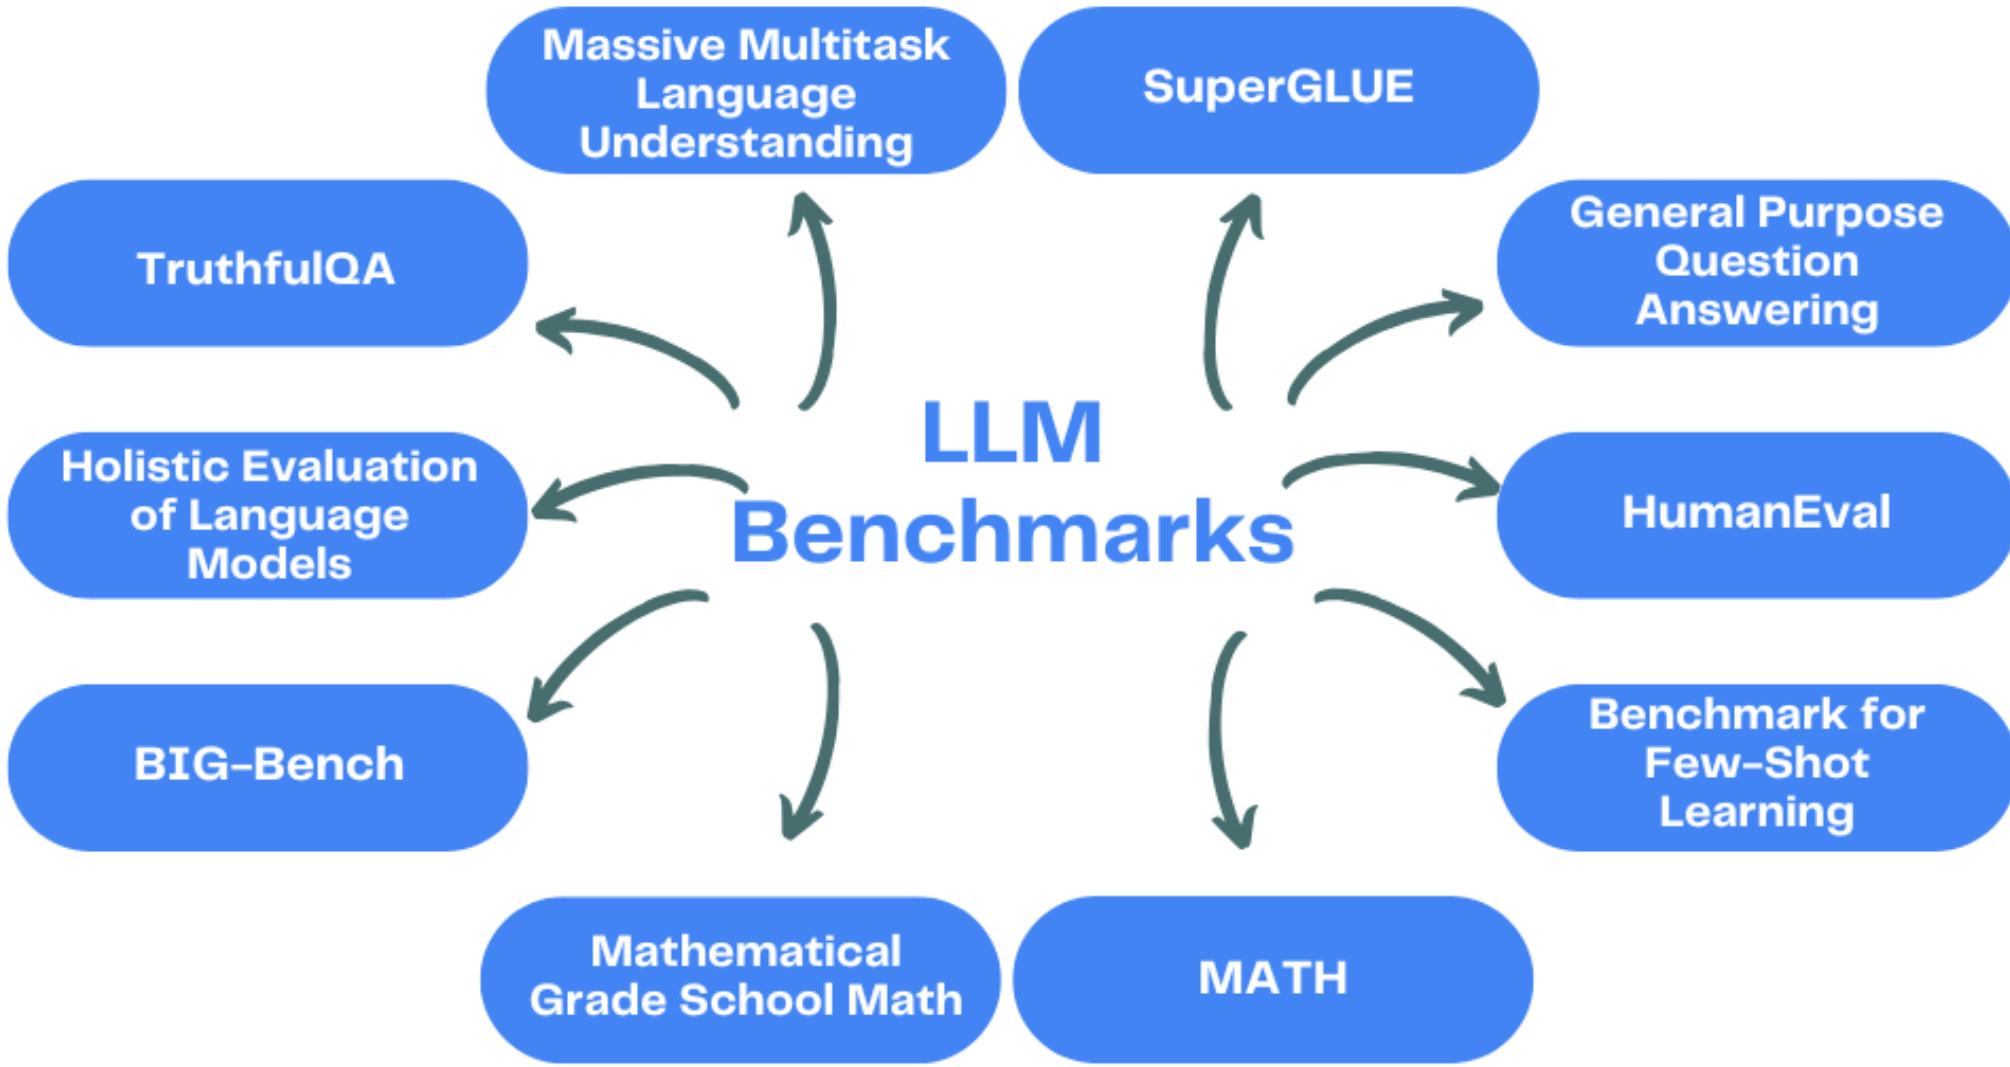 Massive Multitask
Language
Understanding
SuperGLUE
TruthfulQA
General Purpose
Question
Answering
LLM
Benchmarks
Holistic Evaluation
of Language
Models
HumanEval
BIG-Bench
Benchmark for
Few-Shot
Learning
Mathematical
Grade School Math
MATH